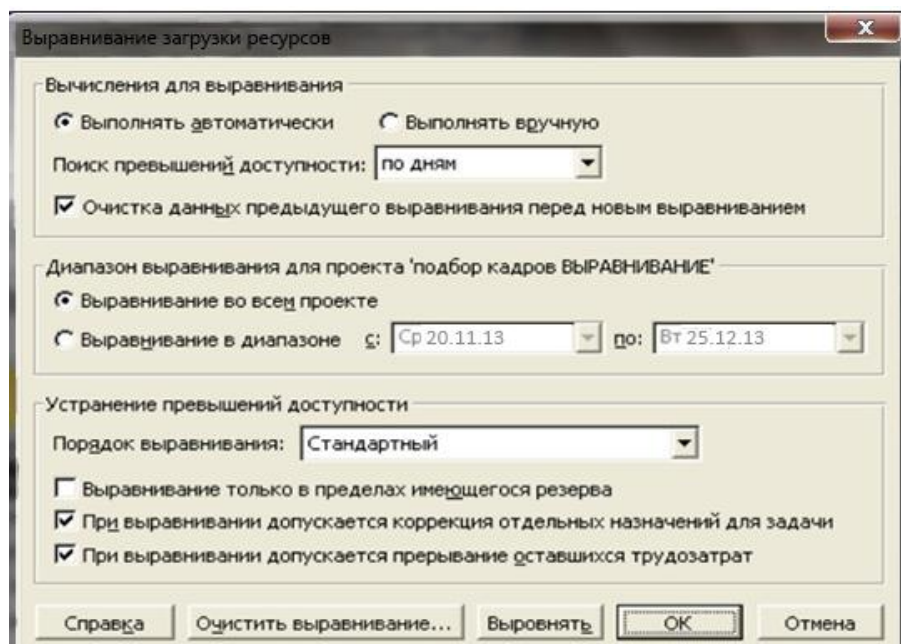 Выравнивание загрузки ресурсов
Вычисления для выравнивания
Выполнять автоматически Выполнять вручную
Поиск превышений доступности: по дням
Очистка данных предыдущего выравнивания перед новым выравниванием
Диапазон выравнивания для проекта 'подбор кадров ВЫРАВНИВАНИЕ'
Выравнивание во всем проекте
Выравнивание в диапазоне с: Ср 20.11.13 по: Вт 25.12.13
Устранение превышений доступности
Порядок выравнивания: Стандартный
Выравнивание только в пределах имеющегося резерва
При выравнивании допускается коррекция отдельных назначений для задачи
При выравнивании допускается прерывание оставшихся трудозатрат
Справка Очистить выравнивание... Выровнять OK Отмена